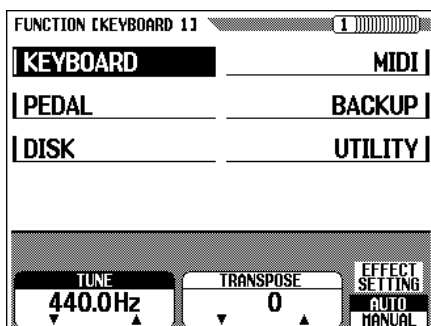 FUNCTION [KEYBOARD 1] 1
KEYBOARD MIDI
PEDAL BACKUP
DISK UTILITY
TUNE TRANSPOSE EFFECT SETTING
440.0Hz 0 AUTO
MANUAL